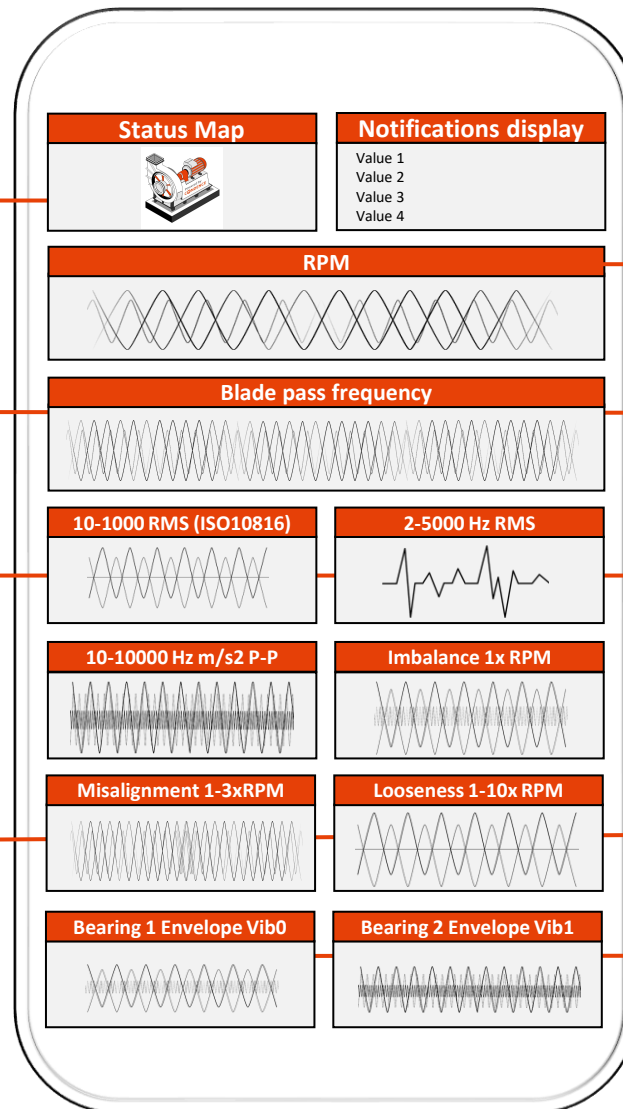 Status Map
Notifications display
Value 1
Value 2
Value 3
Value 4
RPM
Blade pass frequency
10-1000 RMS (ISO10816)
2-5000 Hz RMS
10-10000 Hz m/s2 P-P
Imbalance 1x RPM
Misalignment 1-3xRPM
Looseness 1-10x RPM
Bearing 1 Envelope Vib0
Bearing 2 Envelope Vib1